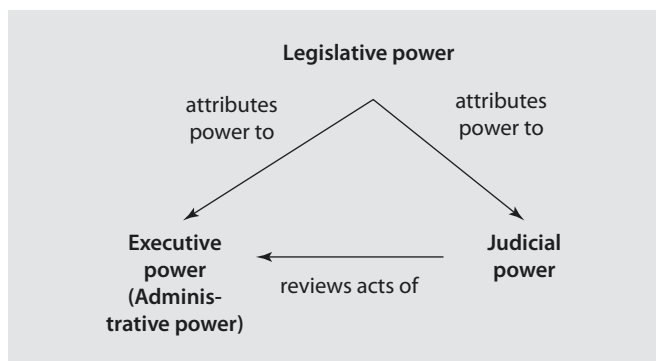 Legislative power
attributes
power to
attributes
power to
Executive
power
(Adminis-
trative power)
reviews acts of
Judicial
power